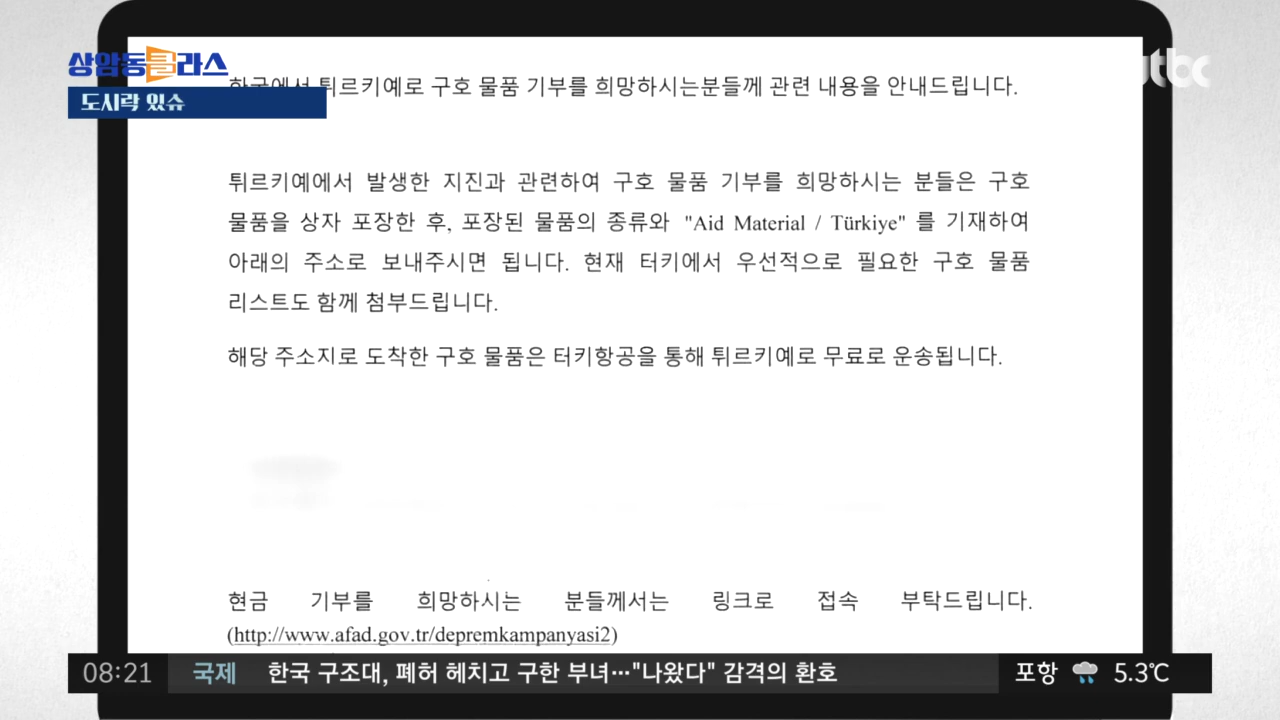 상암동클라스
jtbc
도시락 있슈
한국에서 튀르키예로 구호 물품 기부를 희망하시는분들께 관련 내용을 안내드립니다.
튀르키예에서 발생한 지진과 관련하여 구호 물품 기부를 희망하시는 분들은 구호
물품을 상자 포장한 후, 포장된 물품의 종류와 "Aid Material / Türkiye" 를 기재하여
아래의 주소로 보내주시면 됩니다. 현재 터키에서 우선적으로 필요한 구호 물품
리스트도 함께 첨부드립니다.
해당 주소지로 도착한 구호 물품은 터키항공을 통해 튀르키예로 무료로 운송됩니다.
현금 기부를 희망하시는 분들께서는 링크로 접속 부탁드립니다.
(http://www.afad.gov.tr/depremkampanyasi2)
08:21 국제 한국 구조대, 폐허 헤치고 구한 부녀…"나왔다" 감격의 환호 포항 5.3℃